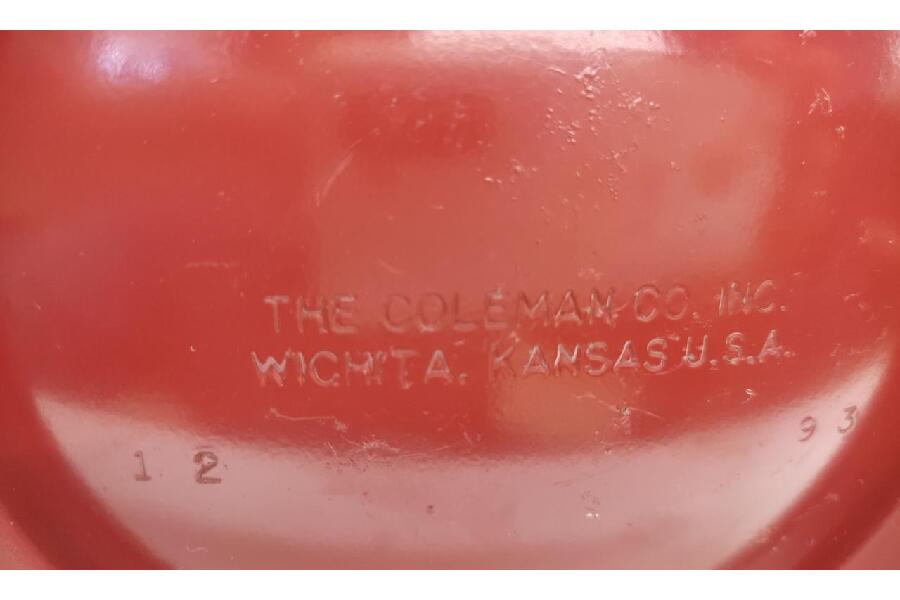 THE COLEMAN CO. INC.
WICHITA, KANSAS U.S.A.
12 93